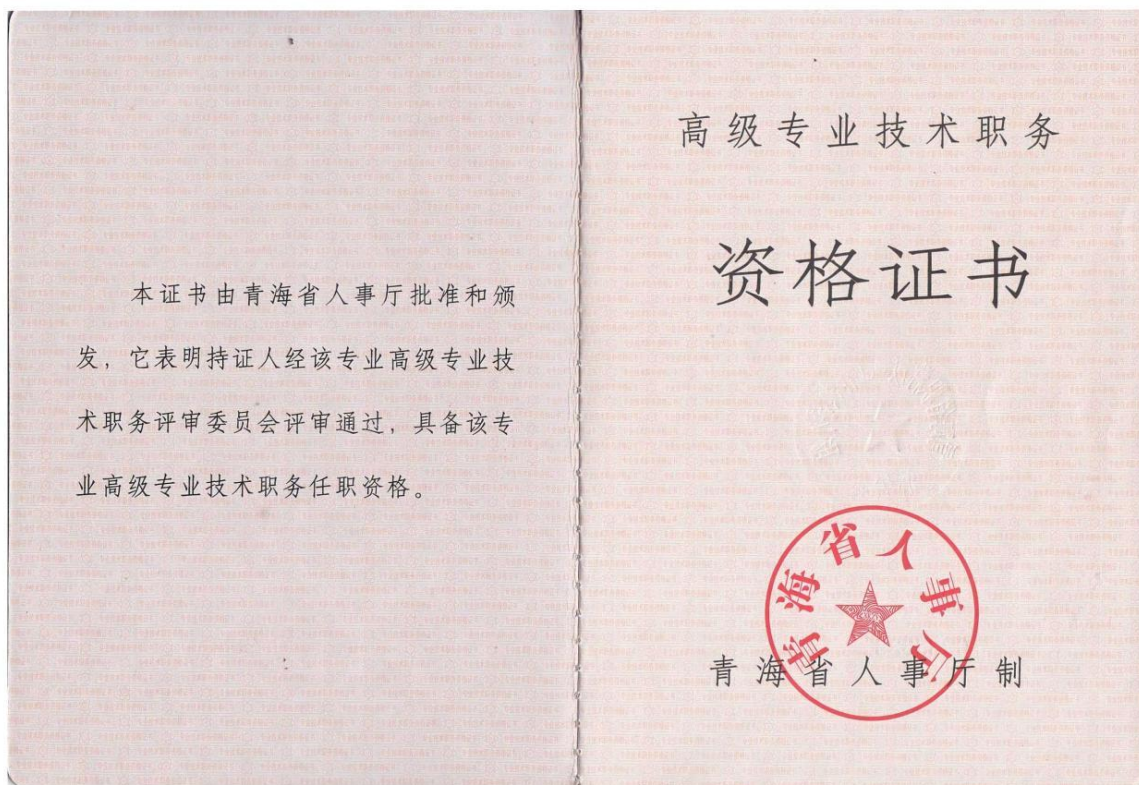 本证书由青海省人事厅批准和颁
发，它表明持证人经该专业高级专业技
术职务评审委员会评审通过，具备该专
业高级专业技术职务任职资格。
高级专业技术职务
资格证书
青海省人事厅
青海省人事厅制